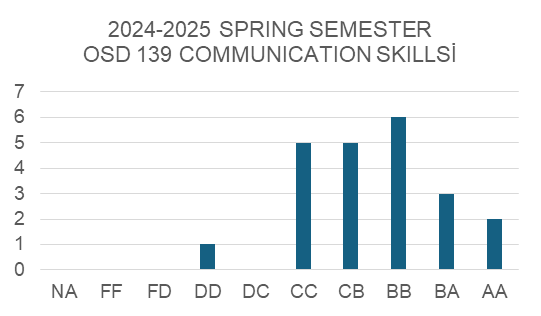 2024-2025 SPRING SEMESTER
OSD 139 COMMUNICATION SKILLSİ
7
6
5
4
3
2
1
0
NA FF FD DD DC CC CB BB BA AA